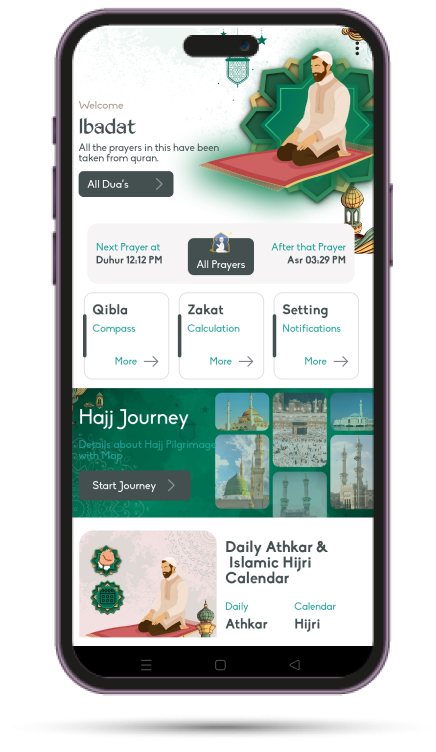 Welcome
Ibadat
All the prayers in this have been
taken from quran.
All Dua's
Next Prayer at
Duhur 12:12 PM
All Prayers
After that Prayer
Asr 03:29 PM
Qibla
Compass
More
Zakat
Calculation
More
Setting
Notifications
More
Hajj Journey
Details about Hajj Pilgrimage
with Map
Start Journey
Daily Athkar &
Islamic Hijri
Calendar
Daily
Athkar
Calendar
Hijri